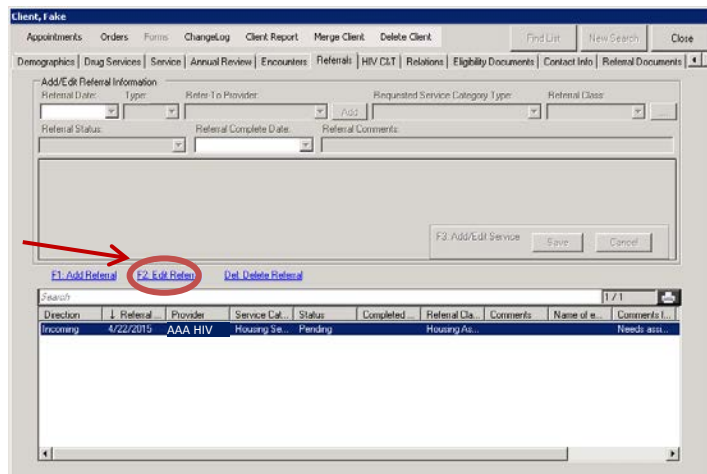 Client, Fake
Appointments Orders Forms ChangeLog Client Report Merge Client Delete Client Find List New Search Close
Demographics Drug Services Service Annual Review Encounters Referrals HIV C&T Relations Eligibility Documents Contact Info Referral Documents
Add/Edit Referral Information
Referral Date: Type: Refer To Provider: Requested Service Category Type: Referral Class:
Add ...
Referral Status: Referral Complete Date: Referral Comments:
F3: Add/Edit Service Save Cancel
F1: Add Referral F2: Edit Referral Del: Delete Referral
Search 1 / 1
Direction ↓ Referral ... Provider Service Cat... Status Completed ... Referral Cla... Comments Name of e... Comments f...
Incoming 4/22/2015 AAA HIV Housing Se... Pending Housing As... Needs assi...